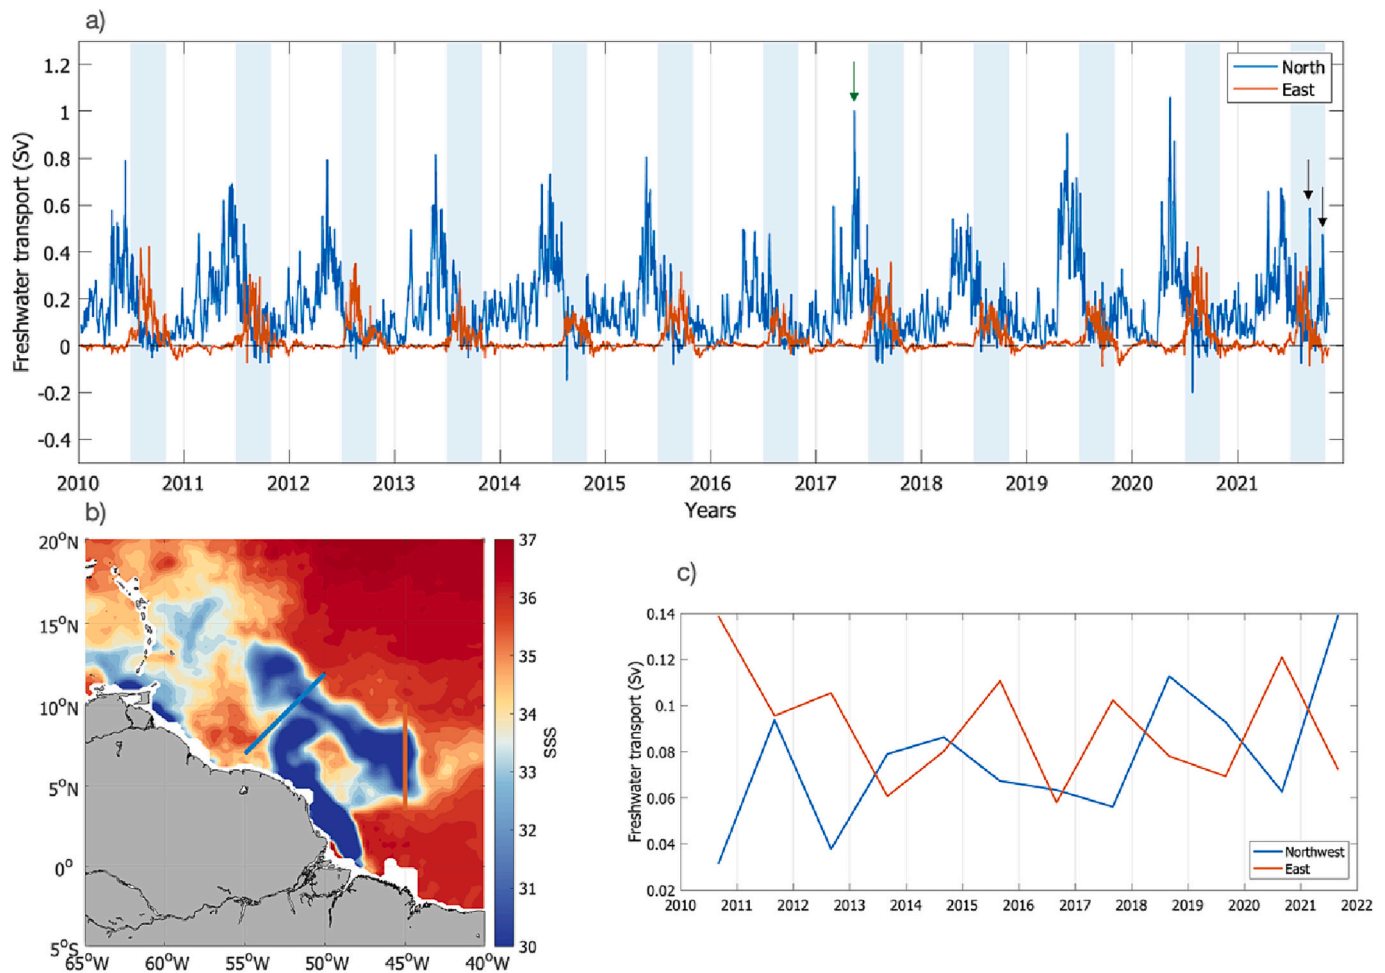 a)
Freshwater transport (Sv)
1.2
1
0.8
0.6
0.4
0.2
0
-0.2
-0.4
North
East
2010 2011 2012 2013 2014 2015 2016 2017 2018 2019 2020 2021
Years
b)
20°N
15°N
10°N
5°N
0°
5°S
65°W 60°W 55°W 50°W 45°W 40°W
37
36
35
34
33
32
31
30
SSS
c)
Freshwater transport (Sv)
0.14
0.12
0.1
0.08
0.06
0.04
0.02
Northwest
East
2010 2011 2012 2013 2014 2015 2016 2017 2018 2019 2020 2021 2022